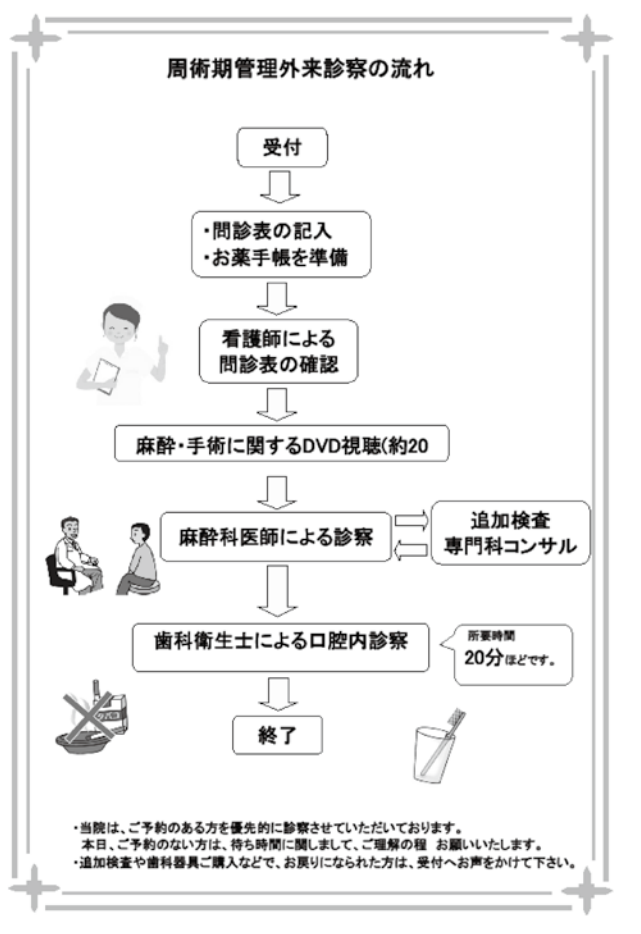 周術期管理外来診察の流れ
受付
・問診表の記入
・お薬手帳を準備
看護師による
問診表の確認
麻酔・手術に関するDVD視聴(約20
麻酔科医師による診察
追加検査
専門科コンサル
歯科衛生士による口腔内診察
所要時間
20分ほどです。
タバコ
終了
・当院は、ご予約のある方を優先的に診察させていただいております。
本日、ご予約のない方は、待ち時間に関しまして、ご理解の程　お願いいたします。
・追加検査や歯科器具ご購入などで、お戻りになられた方は、受付へお声をかけて下さい。